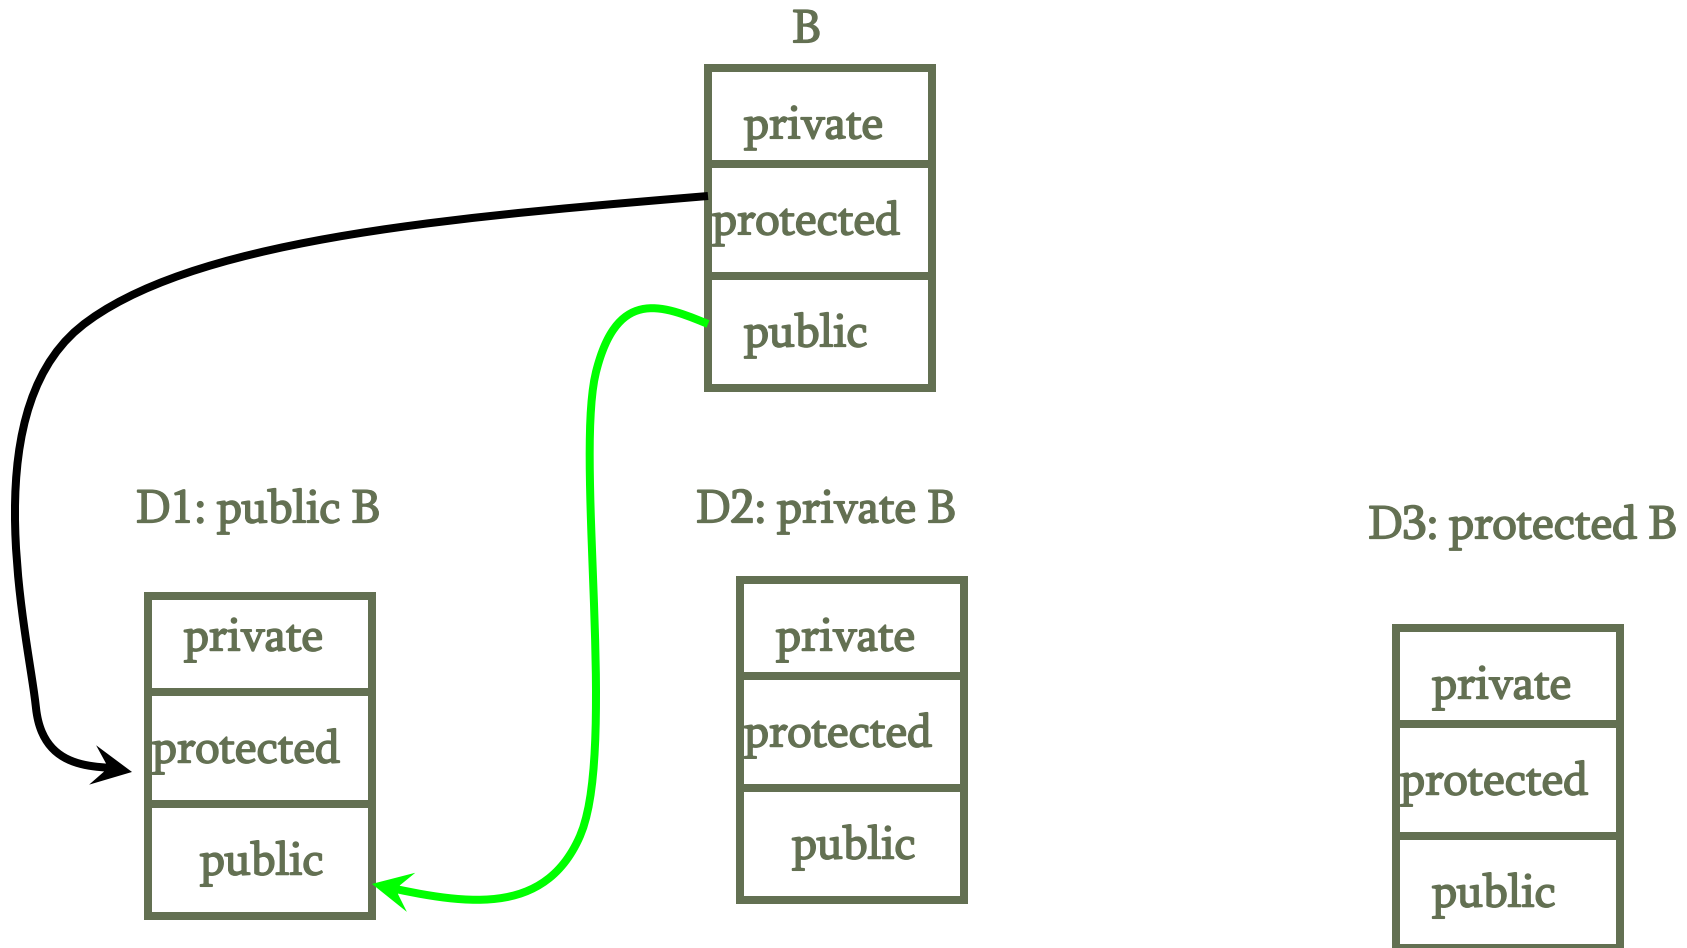 B
private
protected
public
D1: public B
private
protected
public
D2: private B
private
protected
public
D3: protected B
private
protected
public